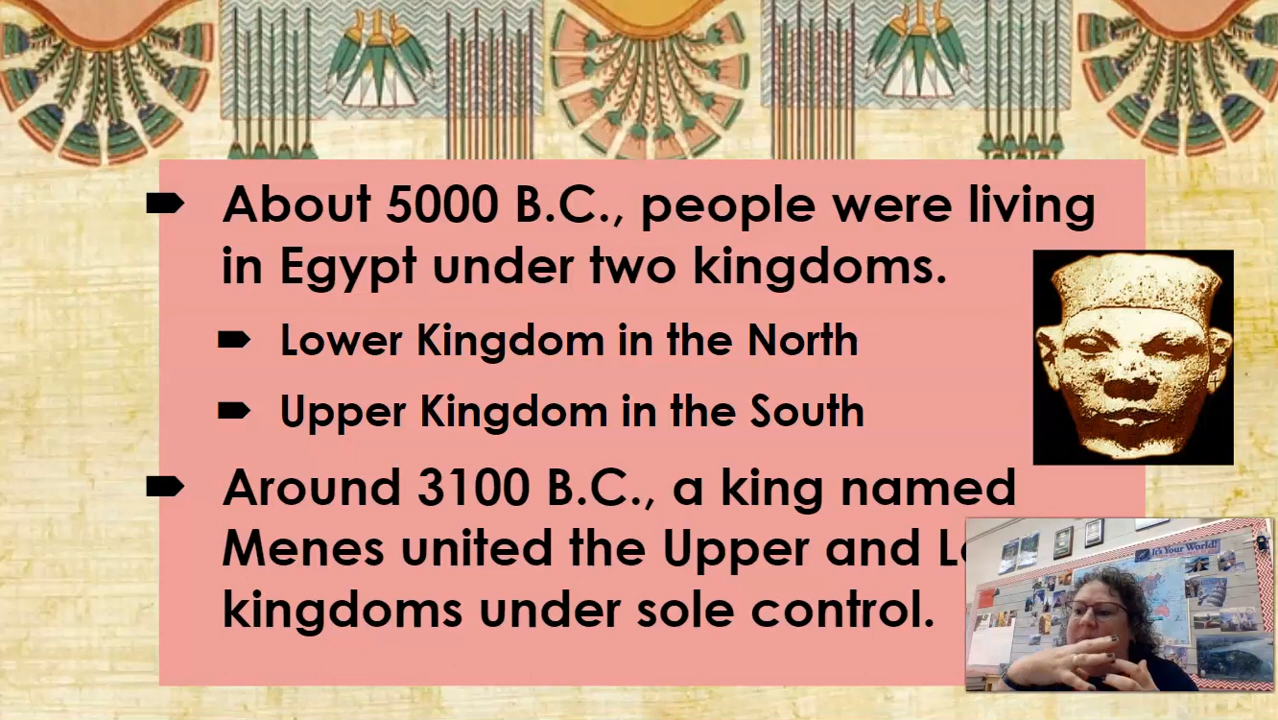 About 5000 B.C., people were living
in Egypt under two kingdoms.
Lower Kingdom in the North
Upper Kingdom in the South
Around 3100 B.C., a king named
Menes united the Upper and
kingdoms under sole control.
It's Your World!